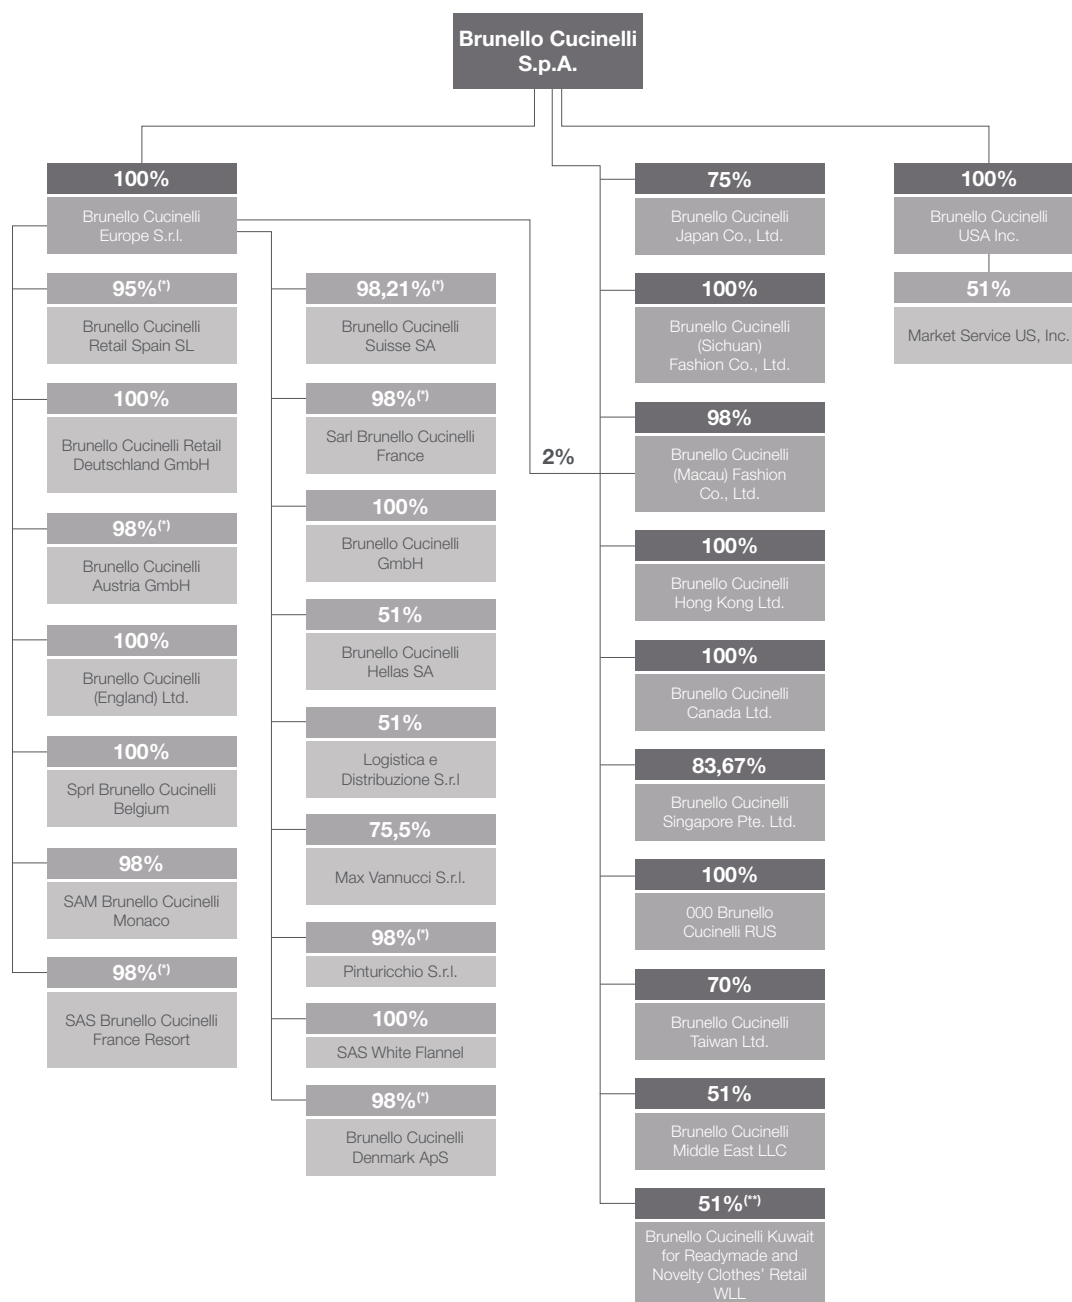 Brunello Cucinelli
S.p.A.
100%
Brunello Cucinelli
Europe S.r.l.
95%(*)
Brunello Cucinelli
Retail Spain SL
100%
Brunello Cucinelli Retail
Deutschland GmbH
98%(*)
Brunello Cucinelli
Austria GmbH
100%
Brunello Cucinelli
(England) Ltd.
100%
Sprl Brunello Cucinelli
Belgium
98%
SAM Brunello Cucinelli
Monaco
98%(*)
SAS Brunello Cucinelli
France Resort
98,21%(*)
Brunello Cucinelli
Suisse SA
98%(*)
Sarl Brunello Cucinelli
France
100%
Brunello Cucinelli
GmbH
51%
Brunello Cucinelli
Hellas SA
51%
Logistica e
Distribuzione S.r.l
75,5%
Max Vannucci S.r.l.
98%(*)
Pinturicchio S.r.l.
100%
SAS White Flannel
98%(*)
Brunello Cucinelli
Denmark ApS
2%
75%
Brunello Cucinelli
Japan Co., Ltd.
100%
Brunello Cucinelli
(Sichuan)
Fashion Co., Ltd.
98%
Brunello Cucinelli
(Macau) Fashion
Co., Ltd.
100%
Brunello Cucinelli
Hong Kong Ltd.
100%
Brunello Cucinelli
Canada Ltd.
83,67%
Brunello Cucinelli
Singapore Pte. Ltd.
100%
000 Brunello
Cucinelli RUS
70%
Brunello Cucinelli
Taiwan Ltd.
51%
Brunello Cucinelli
Middle East LLC
51%(**)
Brunello Cucinelli Kuwait
for Readymade and
Novelty Clothes’ Retail
WLL
100%
Brunello Cucinelli
USA Inc.
51%
Market Service US, Inc.